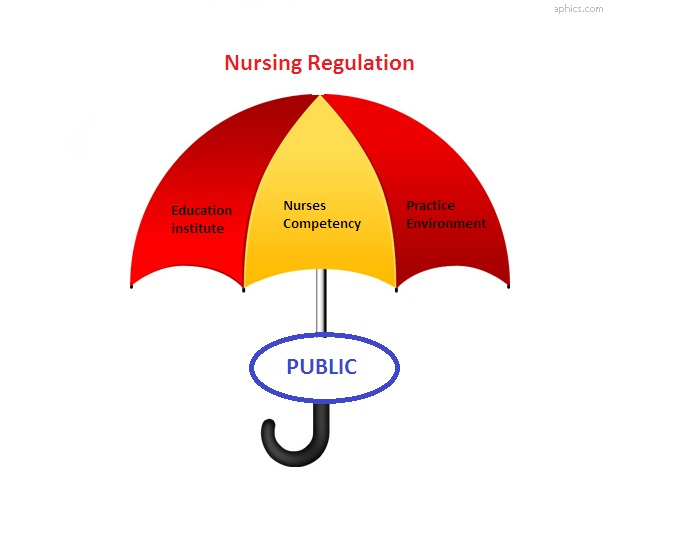 aphics.com
Nursing Regulation
Education
institute
Nurses
Competency
Practice
Environment
PUBLIC